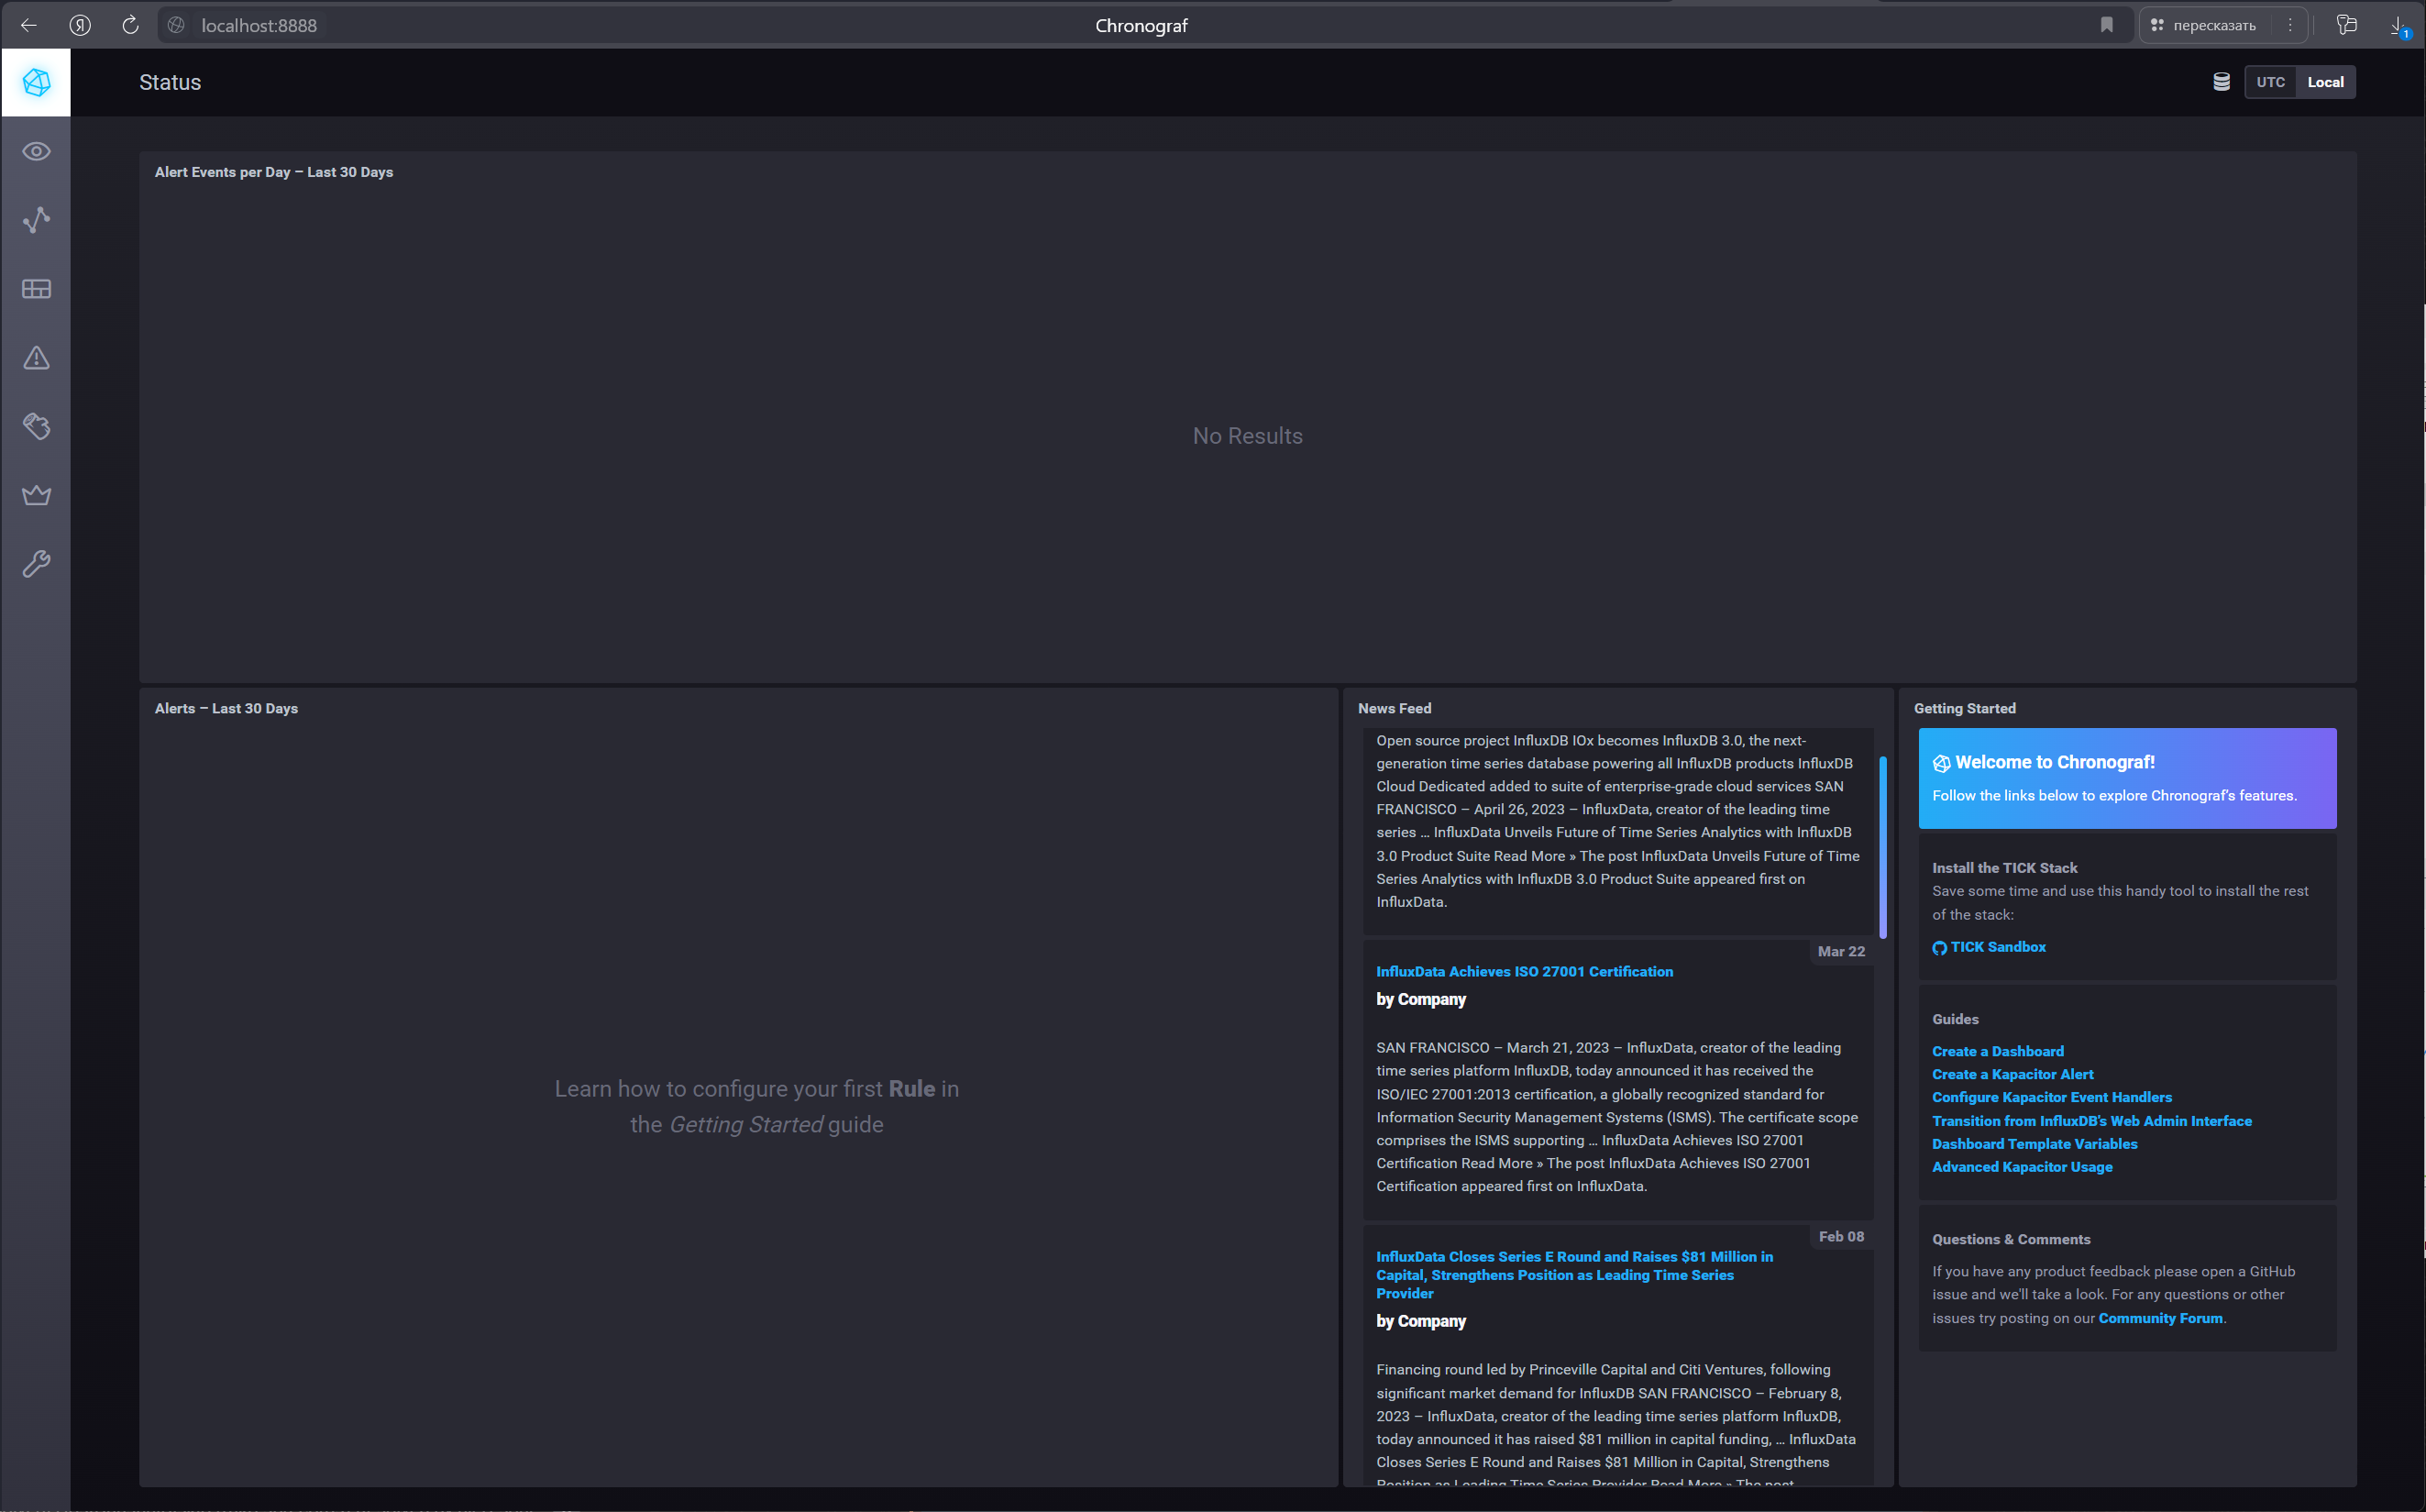 localhost:8888
Chronograf
пересказать
1
Status
UTC
Local
Alert Events per Day – Last 30 Days
No Results
Alerts – Last 30 Days
Learn how to configure your first Rule in
the Getting Started guide
News Feed
Open source project InfluxDB IOx becomes InfluxDB 3.0, the next-
generation time series database powering all InfluxDB products InfluxDB
Cloud Dedicated added to suite of enterprise-grade cloud services SAN
FRANCISCO – April 26, 2023 – InfluxData, creator of the leading time
series … InfluxData Unveils Future of Time Series Analytics with InfluxDB
3.0 Product Suite Read More » The post InfluxData Unveils Future of Time
Series Analytics with InfluxDB 3.0 Product Suite appeared first on
InfluxData.
Mar 22
InfluxData Achieves ISO 27001 Certification
by Company
SAN FRANCISCO – March 21, 2023 – InfluxData, creator of the leading
time series platform InfluxDB, today announced it has received the
ISO/IEC 27001:2013 certification, a globally recognized standard for
Information Security Management Systems (ISMS). The certificate scope
comprises the ISMS supporting … InfluxData Achieves ISO 27001
Certification Read More » The post InfluxData Achieves ISO 27001
Certification appeared first on InfluxData.
Feb 08
InfluxData Closes Series E Round and Raises $81 Million in
Capital, Strengthens Position as Leading Time Series
Provider
by Company
Financing round led by Princeville Capital and Citi Ventures, following
significant market demand for InfluxDB SAN FRANCISCO – February 8,
2023 – InfluxData, creator of the leading time series platform InfluxDB,
today announced it has raised $81 million in capital funding, … InfluxData
Closes Series E Round and Raises $81 Million in Capital, Strengthens
Position as Leading Time Series Provider Read More » The post
Getting Started
Welcome to Chronograf!
Follow the links below to explore Chronograf's features.
Install the TICK Stack
Save some time and use this handy tool to install the rest
of the stack:
TICK Sandbox
Guides
Create a Dashboard
Create a Kapacitor Alert
Configure Kapacitor Event Handlers
Transition from InfluxDB's Web Admin Interface
Dashboard Template Variables
Advanced Kapacitor Usage
Questions & Comments
If you have any product feedback please open a GitHub
issue and we'll take a look. For any questions or other
issues try posting on our Community Forum.